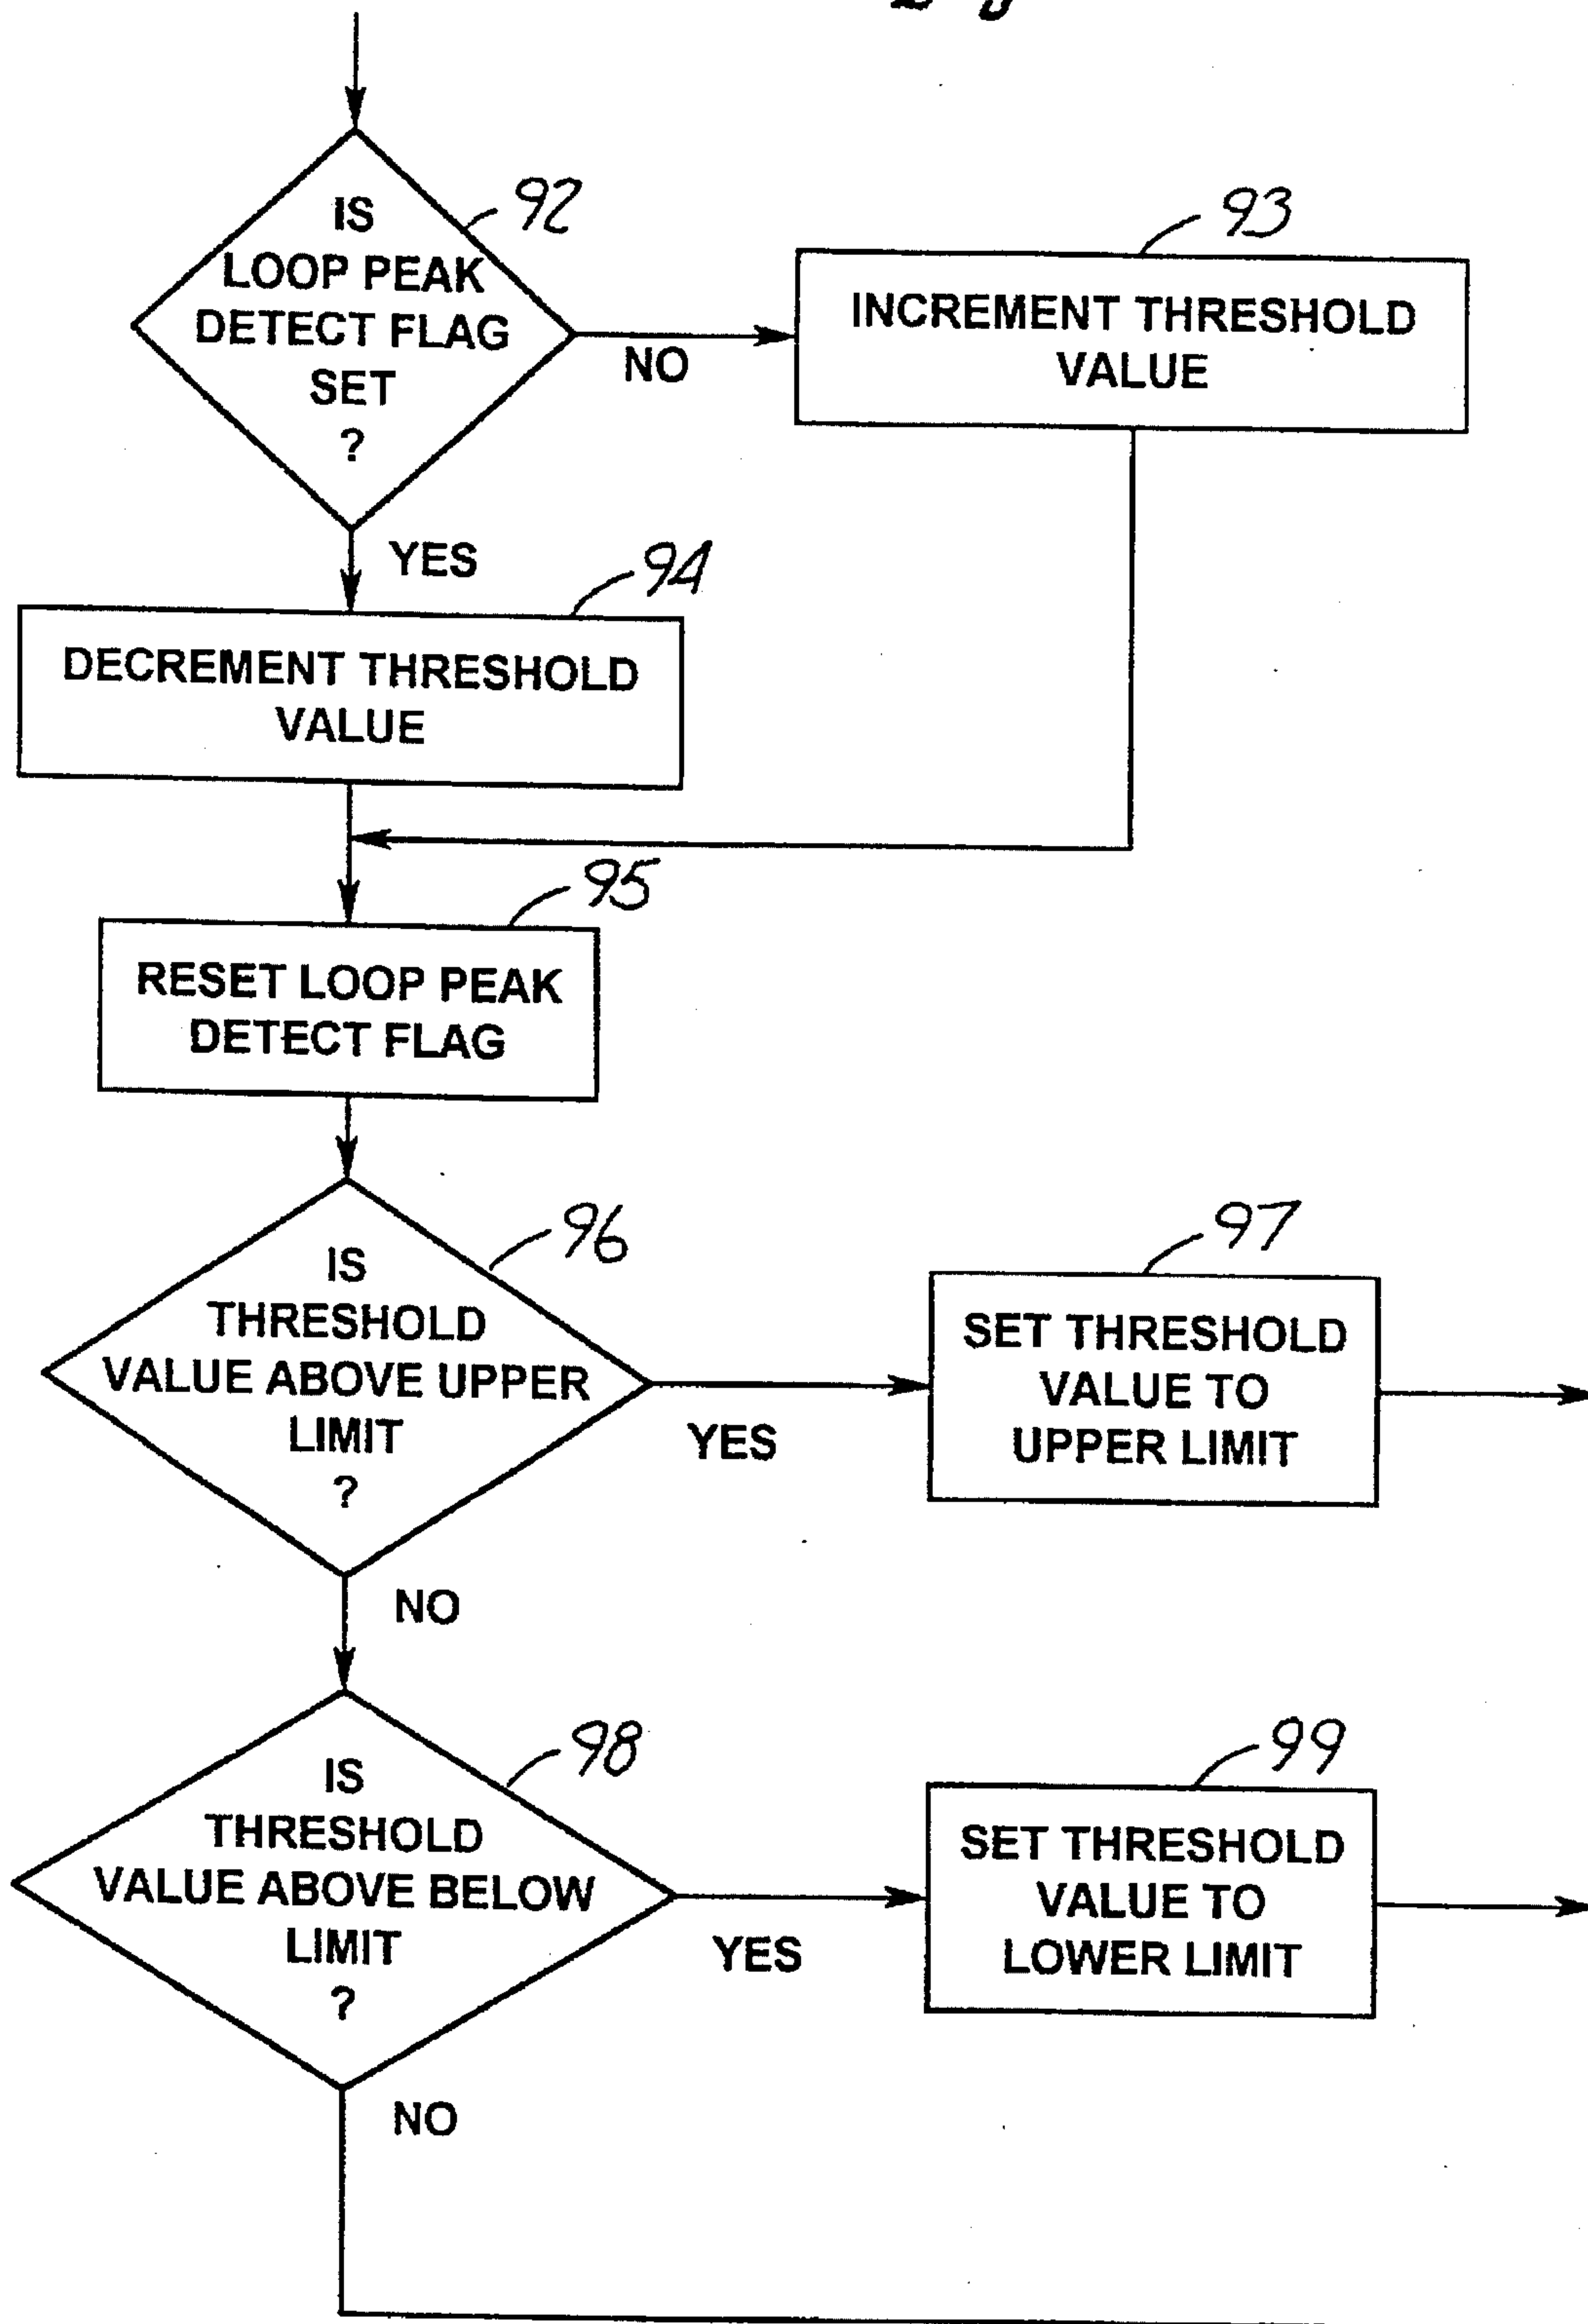 92
IS
LOOP PEAK
DETECT FLAG
SET
?
NO
93
INCREMENT THRESHOLD
VALUE
YES
94
DECREMENT THRESHOLD
VALUE
95
RESET LOOP PEAK
DETECT FLAG
96
IS
THRESHOLD
VALUE ABOVE UPPER
LIMIT
?
YES
97
SET THRESHOLD
VALUE TO
UPPER LIMIT
NO
98
IS
THRESHOLD
VALUE ABOVE BELOW
LIMIT
?
YES
99
SET THRESHOLD
VALUE TO
LOWER LIMIT
NO